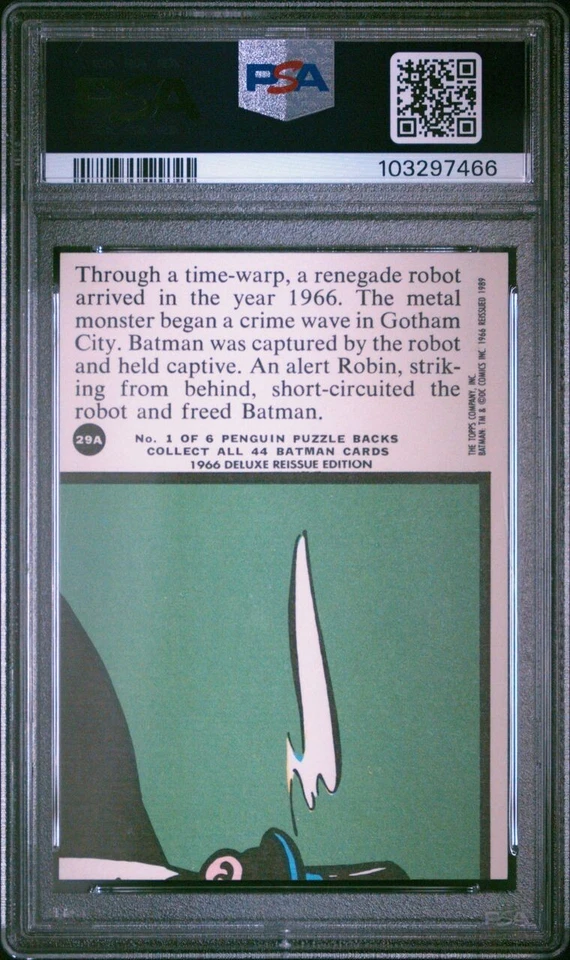 PSA
PSA
103297466
Through a time-warp, a renegade robot
arrived in the year 1966. The metal
monster began a crime wave in Gotham
City. Batman was captured by the robot
and held captive. An alert Robin, strik-
ing from behind, short-circuited the
robot and freed Batman.
29A
No. 1 OF 6 PENGUIN PUZZLE BACKS
COLLECT ALL 44 BATMAN CARDS
1966 DELUXE REISSUE EDITION
THE TOPPS COMPANY, INC.
BATMAN TM & ©DC COMICS INC. 1966 REISSUED 1989
PSA